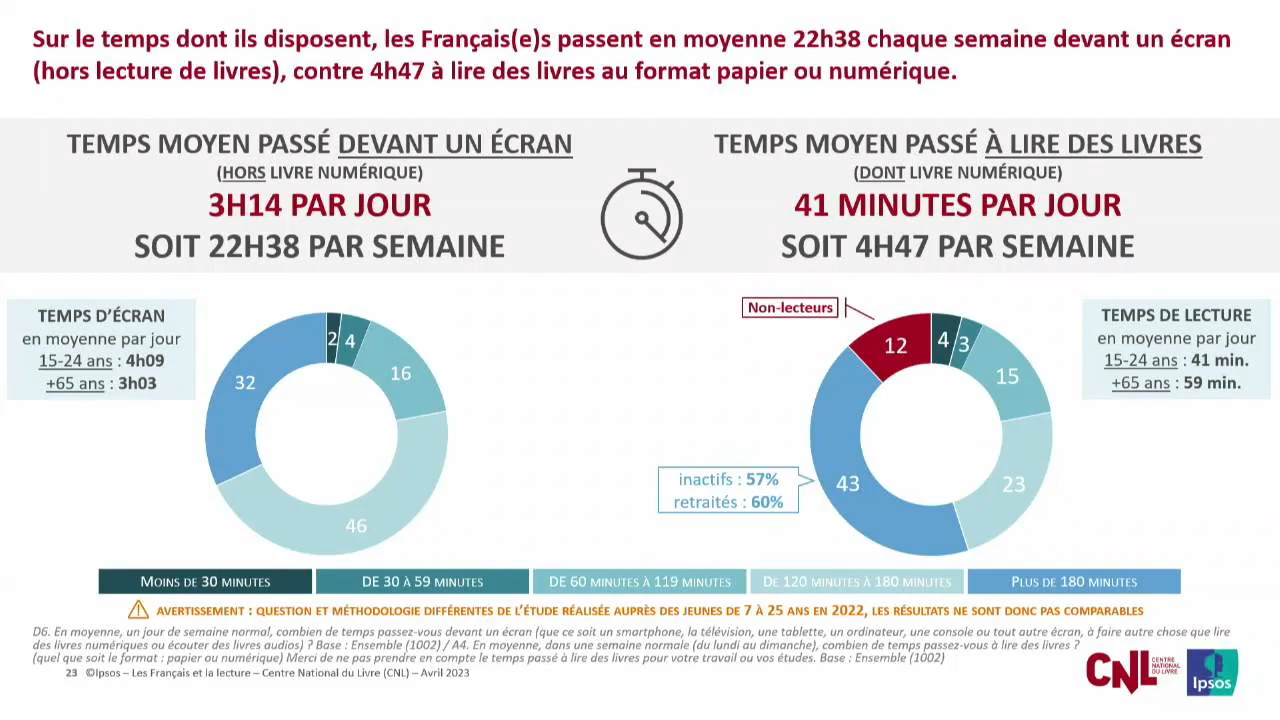 Sur le temps dont ils disposent, les Français(e)s passent en moyenne 22h38 chaque semaine devant un écran
(hors lecture de livres), contre 4h47 à lire des livres au format papier ou numérique.
TEMPS MOYEN PASSÉ DEVANT UN ÉCRAN
(HORS LIVRE NUMÉRIQUE)
3H14 PAR JOUR
SOIT 22H38 PAR SEMAINE
TEMPS MOYEN PASSÉ À LIRE DES LIVRES
(DONT LIVRE NUMÉRIQUE)
41 MINUTES PAR JOUR
SOIT 4H47 PAR SEMAINE
TEMPS D'ÉCRAN
en moyenne par jour
15-24 ans : 4h09
+65 ans : 3h03
2
4
16
46
32
Non-lecteurs
12
4
3
15
23
43
inactifs : 57%
retraités : 60%
TEMPS DE LECTURE
en moyenne par jour
15-24 ans : 41 min.
+65 ans : 59 min.
MOINS DE 30 MINUTES
DE 30 À 59 MINUTES
DE 60 MINUTES À 119 MINUTES
DE 120 MINUTES À 180 MINUTES
PLUS DE 180 MINUTES
AVERTISSEMENT : QUESTION ET MÉTHODOLOGIE DIFFÉRENTES DE L'ÉTUDE RÉALISÉE AUPRÈS DES JEUNES DE 7 À 25 ANS EN 2022, LES RÉSULTATS NE SONT DONC PAS COMPARABLES
D6. En moyenne, un jour de semaine normal, combien de temps passez-vous devant un écran (que ce soit un smartphone, la télévision, une tablette, un ordinateur, une console ou tout autre écran, à faire autre chose que lire
des livres numériques ou écouter des livres audios) ? Base : Ensemble (1002) / A4. En moyenne, dans une semaine normale (du lundi au dimanche), combien de temps passez-vous à lire des livres ?
(quel que soit le format : papier ou numérique) Merci de ne pas prendre en compte le temps passé à lire des livres pour votre travail ou vos études. Base : Ensemble (1002)
23 ©Ipsos – Les Français et la lecture – Centre National du Livre (CNL) – Avril 2023
CNL
CENTRE
NATIONAL
DU LIVRE
Ipsos